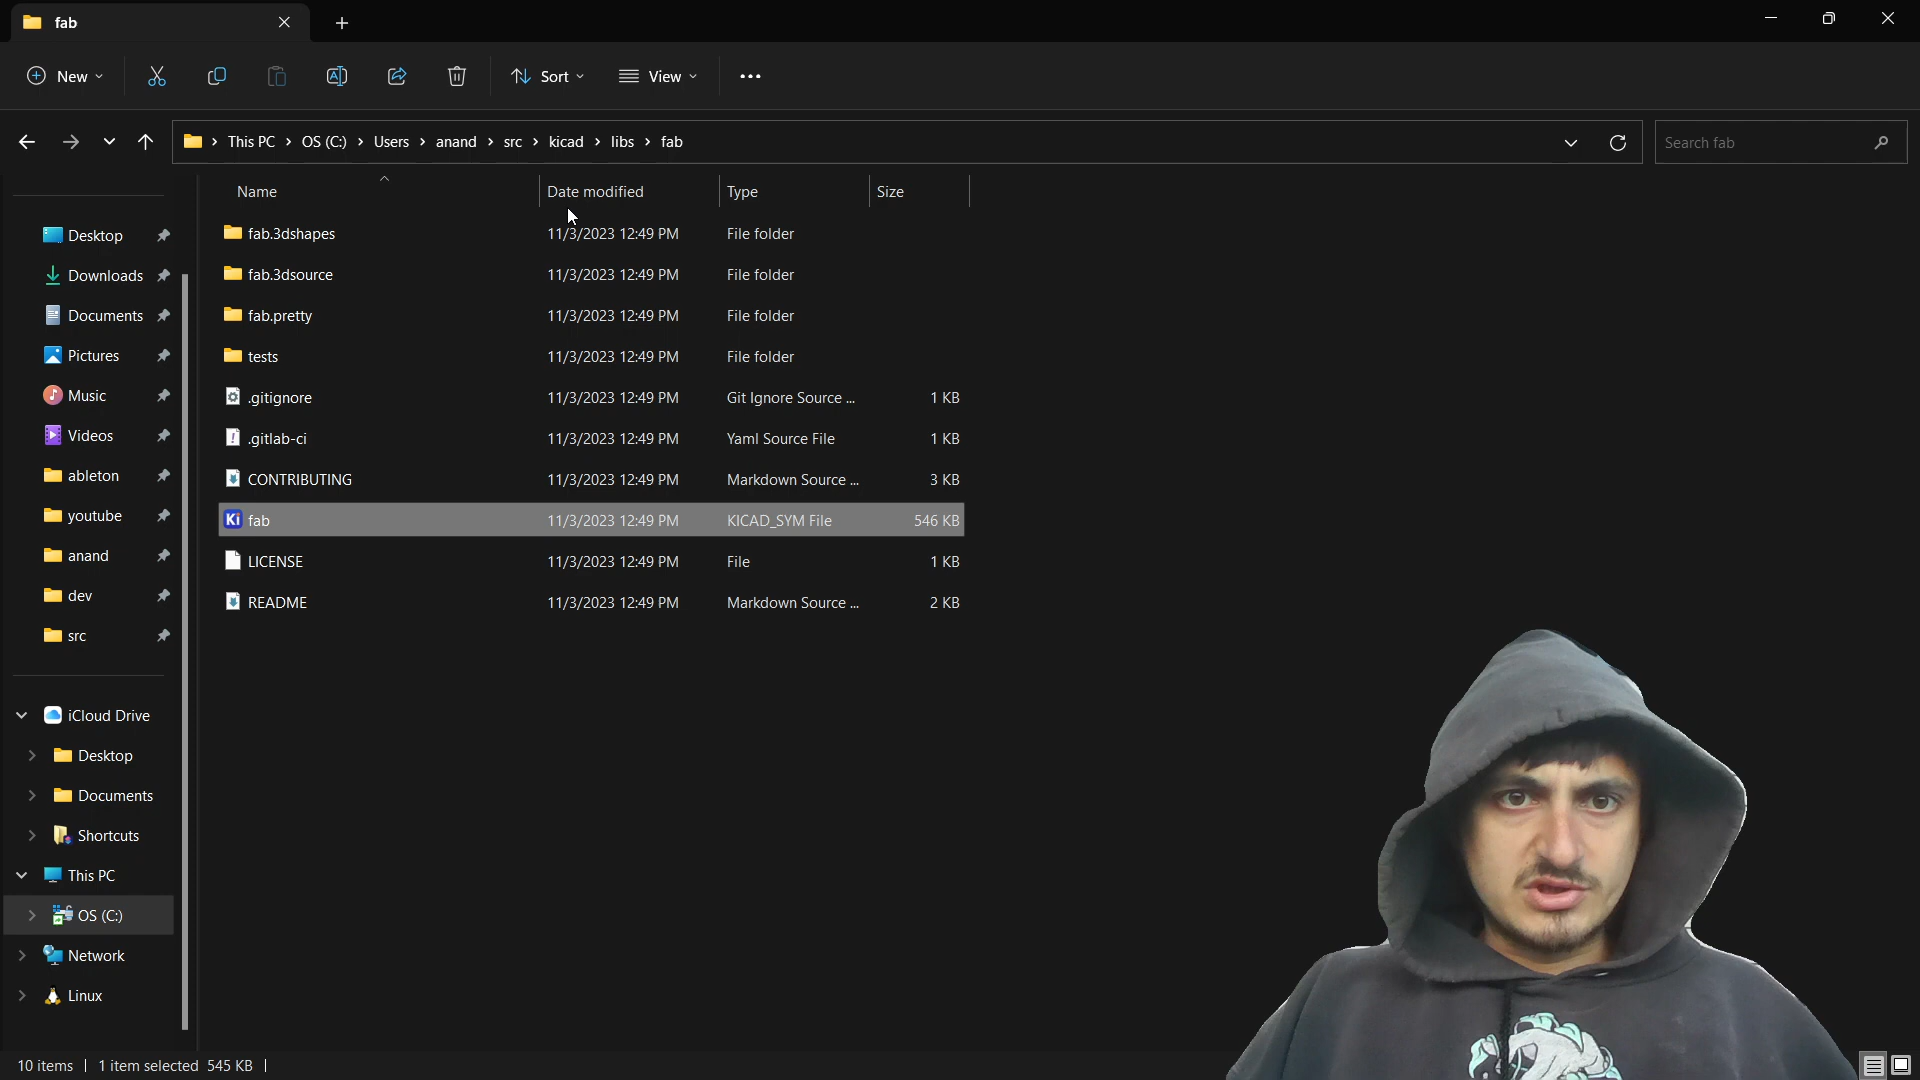 fab
New
Sort
View
This PC > OS (C:) > Users > anand > src > kicad > libs > fab
Search fab
Name Date modified Type Size
fab.3dshapes 11/3/2023 12:49 PM File folder
fab.3dsource 11/3/2023 12:49 PM File folder
fab.pretty 11/3/2023 12:49 PM File folder
tests 11/3/2023 12:49 PM File folder
.gitignore 11/3/2023 12:49 PM Git Ignore Source ... 1 KB
.gitlab-ci 11/3/2023 12:49 PM Yaml Source File 1 KB
CONTRIBUTING 11/3/2023 12:49 PM Markdown Source ... 3 KB
Ki fab 11/3/2023 12:49 PM KICAD_SYM File 546 KB
LICENSE 11/3/2023 12:49 PM File 1 KB
README 11/3/2023 12:49 PM Markdown Source ... 2 KB
Desktop
Downloads
Documents
Pictures
Music
Videos
ableton
youtube
anand
dev
src
iCloud Drive
Desktop
Documents
Shortcuts
This PC
OS (C:)
Network
Linux
10 items | 1 item selected 545 KB |